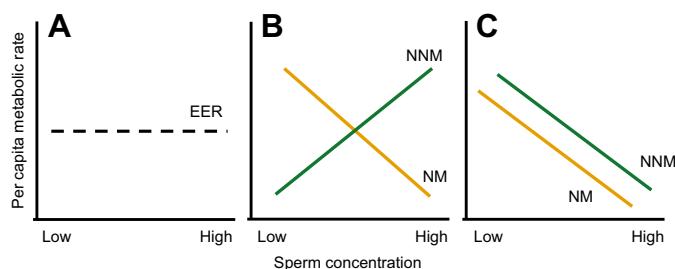 A
B
C
Per capita metabolic rate
EER
NNM
NM
NNM
NM
Low
High
Low
High
Low
High
Sperm concentration